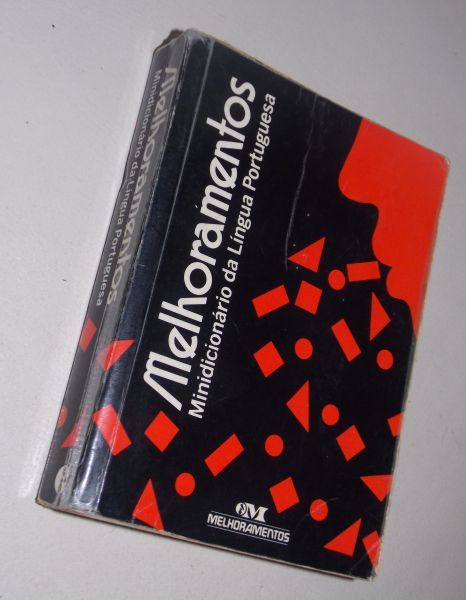 Melhoramentos
Minidicionário da Língua Portuguesa
Melhoramentos
Minidicionário da Língua Portuguesa
M
MELHORAMENTOS